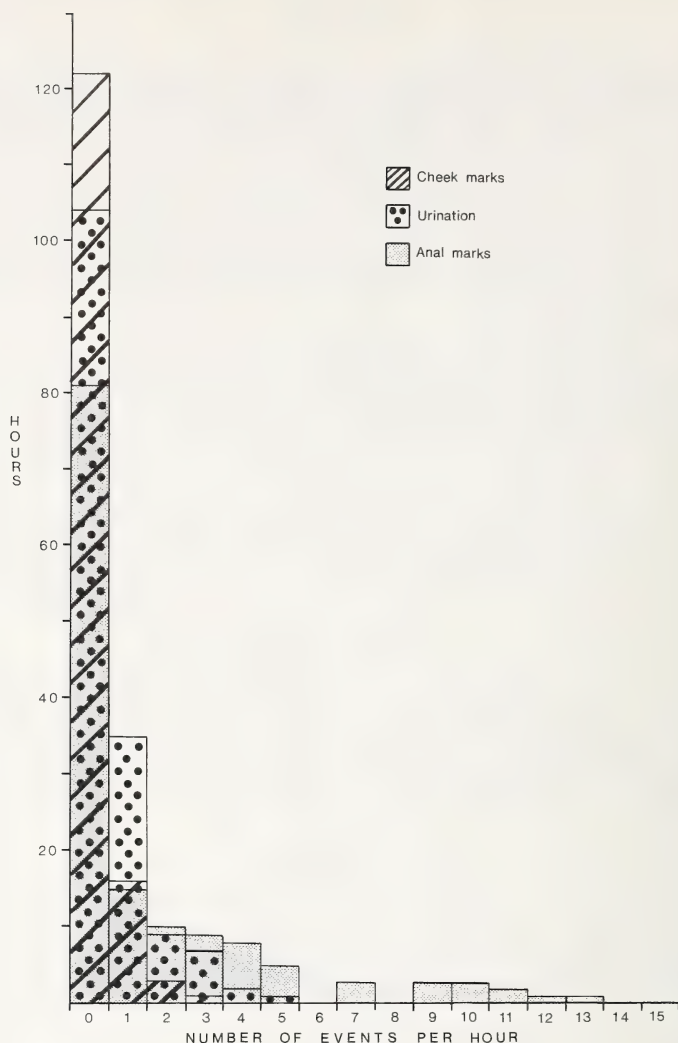 120
100
80
60
40
20
HOURS
Cheek marks
Urination
Anal marks
0 1 2 3 4 5 6 7 8 9 10 11 12 13 14 15
NUMBER OF EVENTS PER HOUR